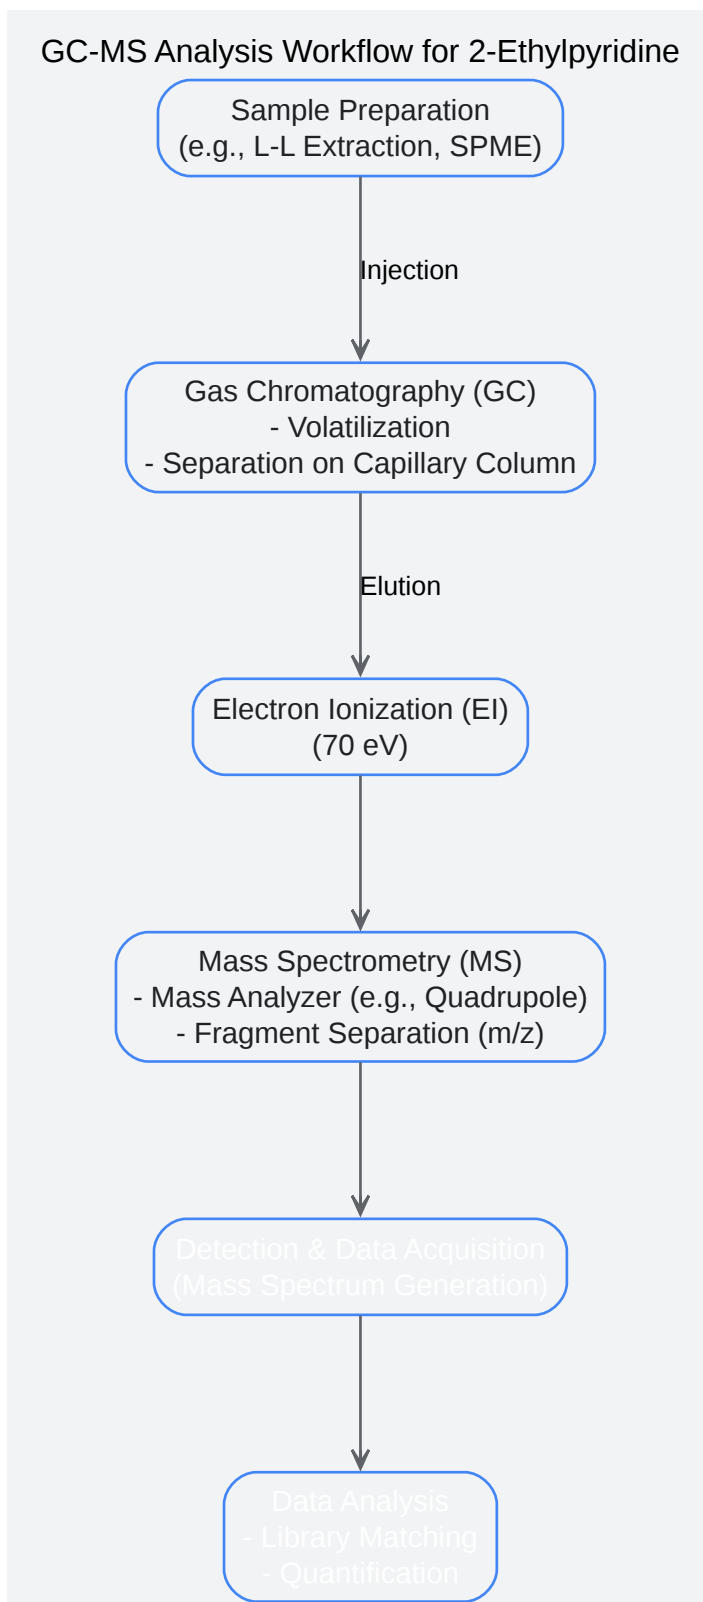 GC-MS Analysis Workflow for 2-Ethylpyridine
Sample Preparation
(e.g., L-L Extraction, SPME)
Injection
Gas Chromatography (GC)
- Volatilization
- Separation on Capillary Column
Elution
Electron Ionization (EI)
(70 eV)
Mass Spectrometry (MS)
- Mass Analyzer (e.g., Quadrupole)
- Fragment Separation (m/z)
Detection & Data Acquisition
(Mass Spectrum Generation)
Data Analysis
- Library Matching
- Quantification